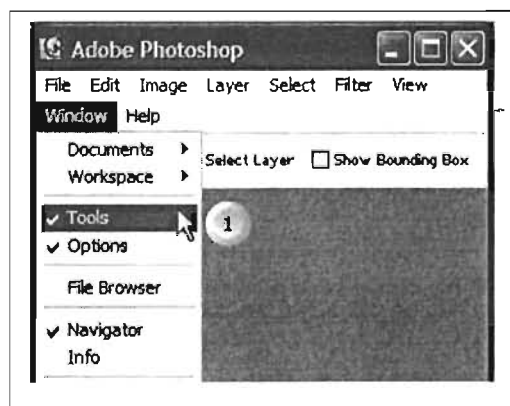 Adobe Photoshop
File Edit Image Layer Select Filter View
Window Help
Documents
Workspace
Select Layer Show Bounding Box
Tools
1
Options
File Browser
Navigator
Info